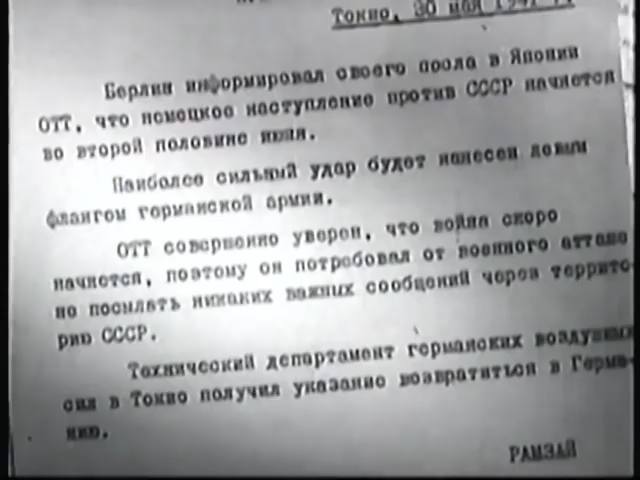 Токио, 30 мая 1941 г.
Берлин информировал своего посла в Японии
ОТТ, что немецкое наступление против СССР начнется
во второй половине июня.
Наиболее сильный удар будет нанесен левым
флангом германской армии.
ОТТ совершенно уверен, что война скоро
начнется, поэтому он потребовал от военного атташе
не посылать никаких важных сообщений через террито-
рию СССР.
Технический департамент германских воздушных
сил в Токио получил указание возвратиться в Герма-
нию.
РАМЗАЙ